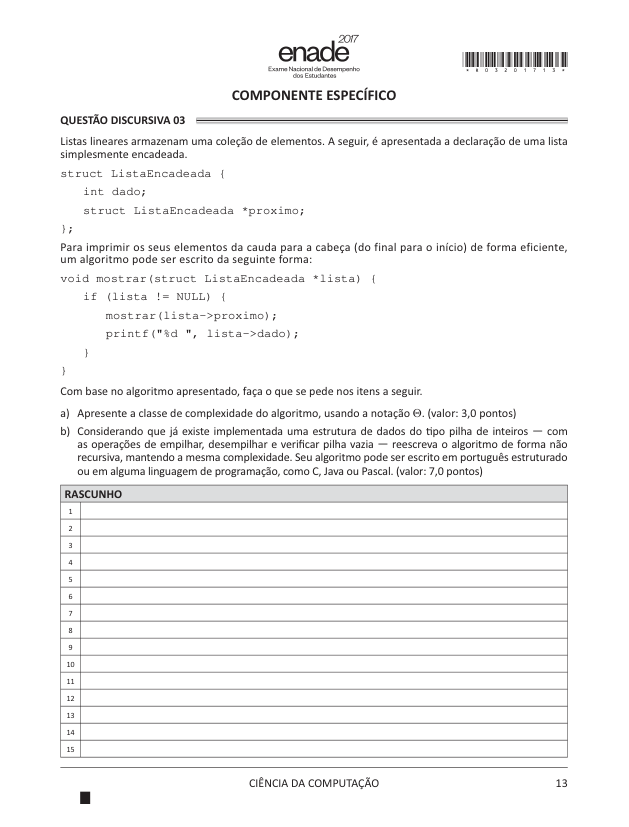 enade 2017
Exame Nacional de Desempenho
dos Estudantes
*R0320171 3*
COMPONENTE ESPECÍFICO
QUESTÃO DISCURSIVA 03
Listas lineares armazenam uma coleção de elementos. A seguir, é apresentada a declaração de uma lista
simplesmente encadeada.
struct ListaEncadeada {
int dado;
struct ListaEncadeada *proximo;
};
Para imprimir os seus elementos da cauda para a cabeça (do final para o início) de forma eficiente,
um algoritmo pode ser escrito da seguinte forma:
void mostrar(struct ListaEncadeada *lista) {
if (lista != NULL) {
mostrar(lista->proximo);
printf("%d ", lista->dado);
}
}
Com base no algoritmo apresentado, faça o que se pede nos itens a seguir.
a) Apresente a classe de complexidade do algoritmo, usando a notação Θ. (valor: 3,0 pontos)
b) Considerando que já existe implementada uma estrutura de dados do tipo pilha de inteiros — com
as operações de empilhar, desempilhar e verificar pilha vazia — reescreva o algoritmo de forma não
recursiva, mantendo a mesma complexidade. Seu algoritmo pode ser escrito em português estruturado
ou em alguma linguagem de programação, como C, Java ou Pascal. (valor: 7,0 pontos)
RASCUNHO
1
2
3
4
5
6
7
8
9
10
11
12
13
14
15
CIÊNCIA DA COMPUTAÇÃO
13